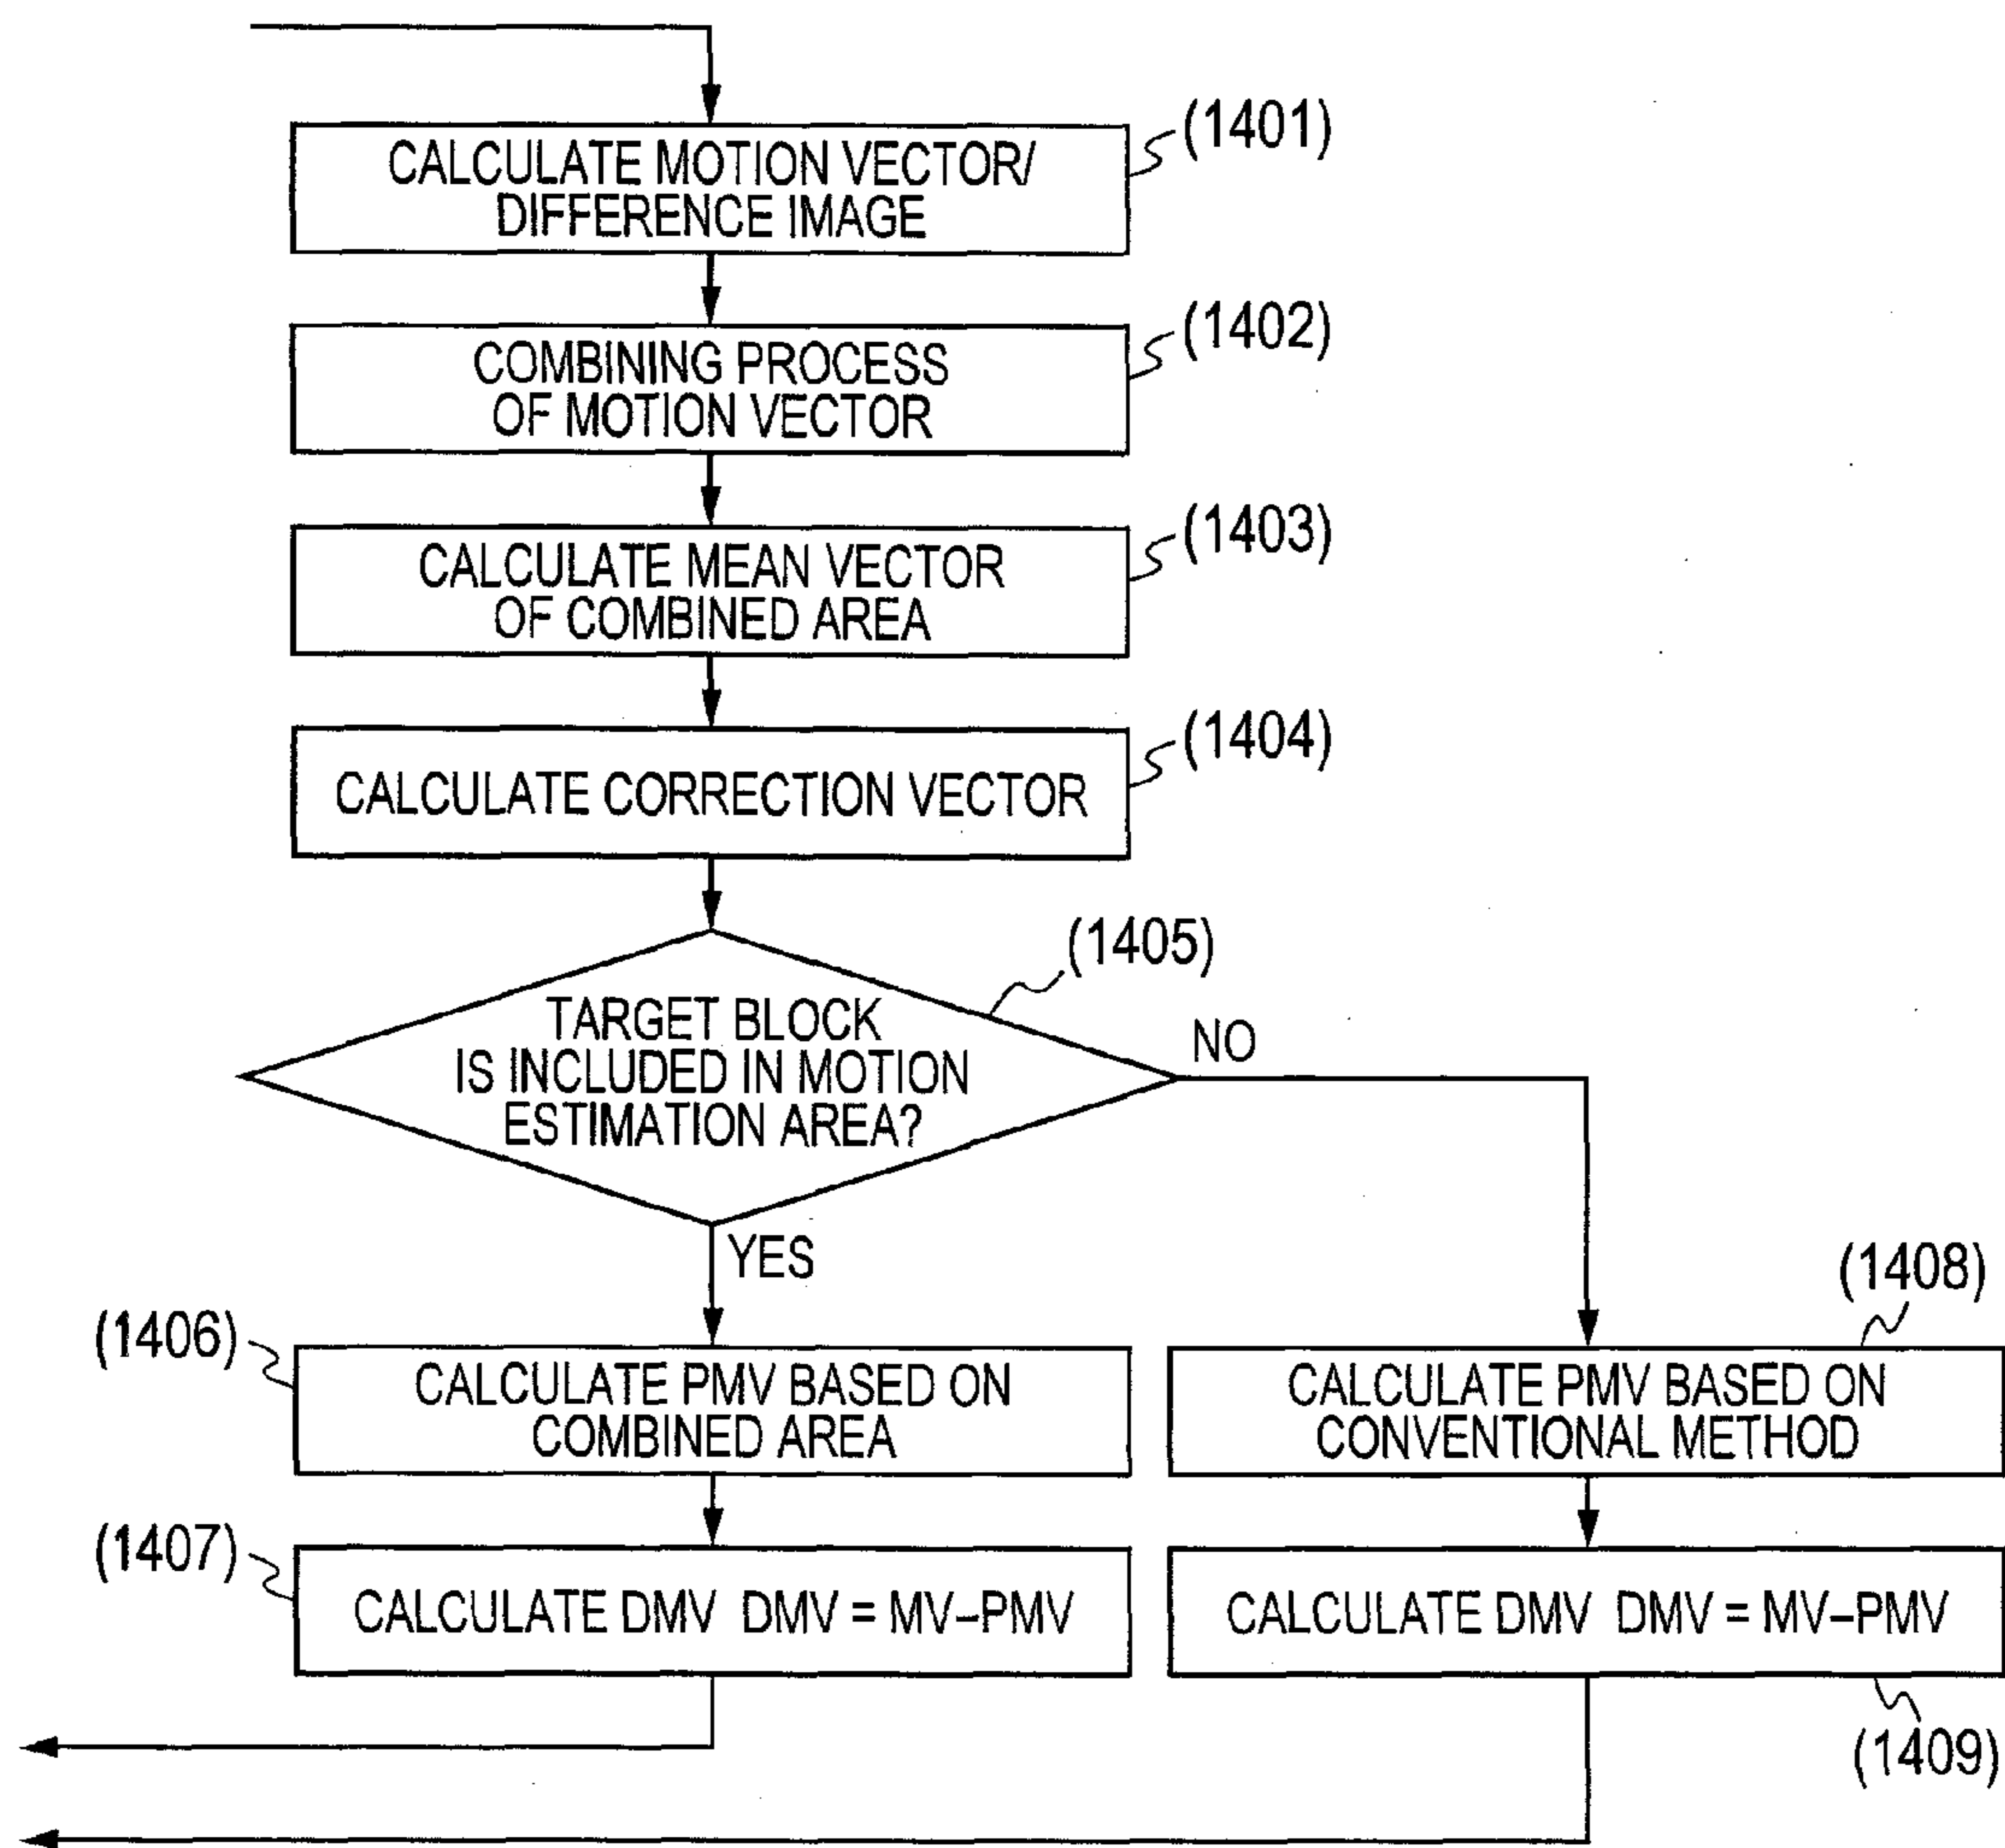 (1401)
CALCULATE MOTION VECTOR/
DIFFERENCE IMAGE
(1402)
COMBINING PROCESS
OF MOTION VECTOR
(1403)
CALCULATE MEAN VECTOR
OF COMBINED AREA
(1404)
CALCULATE CORRECTION VECTOR
(1405)
TARGET BLOCK
IS INCLUDED IN MOTION
ESTIMATION AREA?
NO
YES
(1406)
CALCULATE PMV BASED ON
COMBINED AREA
(1408)
CALCULATE PMV BASED ON
CONVENTIONAL METHOD
(1407)
CALCULATE DMV DMV = MV–PMV
CALCULATE DMV DMV = MV–PMV
(1409)